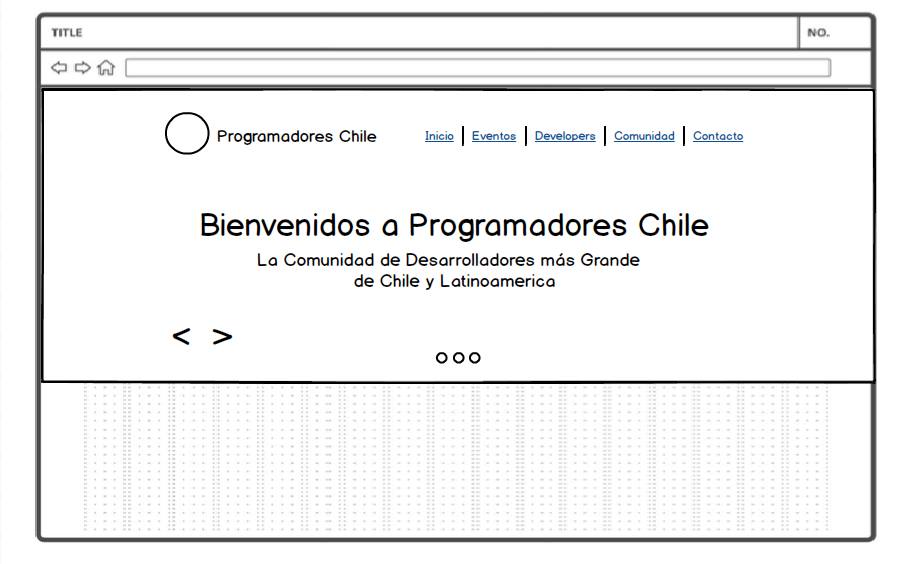 TITLE
NO.
Programadores Chile
Inicio | Eventos | Developers | Comunidad | Contacto
Bienvenidos a Programadores Chile
La Comunidad de Desarrolladores más Grande
de Chile y Latinoamerica
< >